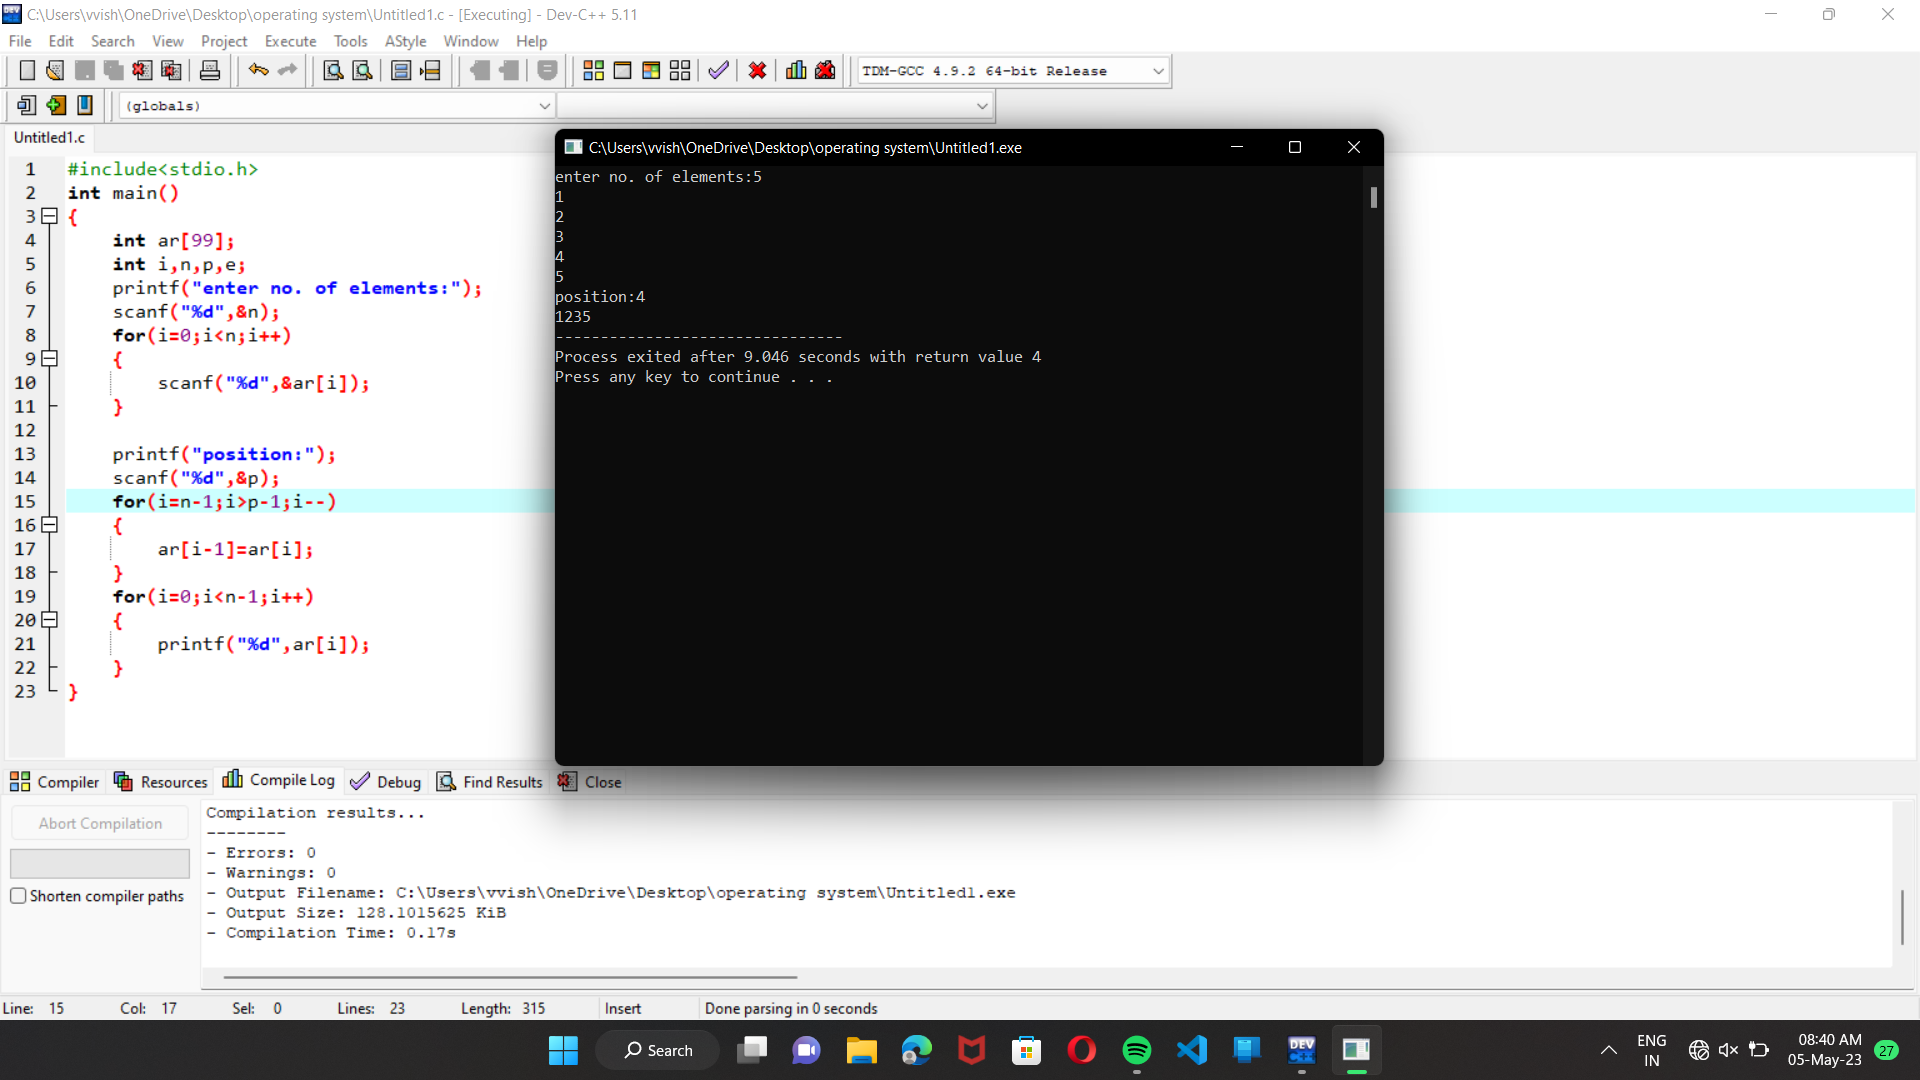 C:\Users\vvish\OneDrive\Desktop\operating system\Untitled1.c - [Executing] - Dev-C++ 5.11
File Edit Search View Project Execute Tools AStyle Window Help
TDM-GCC 4.9.2 64-bit Release
(globals)
Untitled1.c
1 #include<stdio.h>
2 int main()
3 {
4 int ar[99];
5 int i,n,p,e;
6 printf("enter no. of elements:");
7 scanf("%d",&n);
8 for(i=0;i<n;i++)
9 {
10 scanf("%d",&ar[i]);
11 }
12
13 printf("position:");
14 scanf("%d",&p);
15 for(i=n-1;i>p-1;i--)
16 {
17 ar[i-1]=ar[i];
18 }
19 for(i=0;i<n-1;i++)
20 {
21 printf("%d",ar[i]);
22 }
23 }
C:\Users\vvish\OneDrive\Desktop\operating system\Untitled1.exe
enter no. of elements:5
1
2
3
4
5
position:4
1235
--------------------------------
Process exited after 9.046 seconds with return value 4
Press any key to continue . . .
Compiler Resources Compile Log Debug Find Results Close
Abort Compilation
Shorten compiler paths
Compilation results...
--------
- Errors: 0
- Warnings: 0
- Output Filename: C:\Users\vvish\OneDrive\Desktop\operating system\Untitled1.exe
- Output Size: 128.1015625 KiB
- Compilation Time: 0.17s
Line: 15 Col: 17 Sel: 0 Lines: 23 Length: 315 Insert Done parsing in 0 seconds
Search
DEV C++
ENG
IN
08:40 AM
05-May-23
27